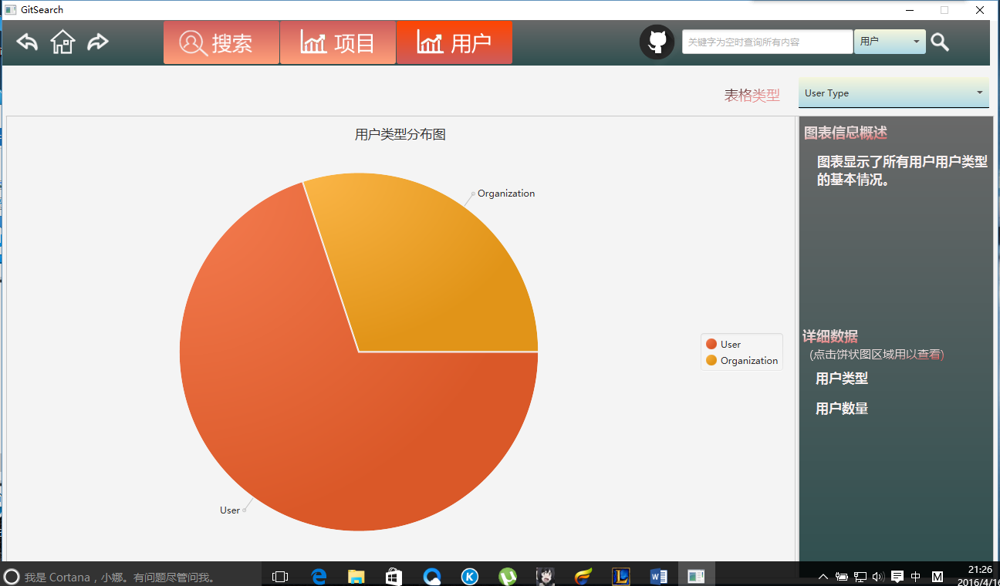 GitSearch
搜索
项目
用户
关键字为空时查询所有内容
用户
表格类型
User Type
用户类型分布图
Organization
User
User
Organization
图表信息概述
图表显示了所有用户用户类型
的基本情况。
详细数据
(点击饼状图区域用以查看)
用户类型
用户数量
我是 Cortana，小娜。有问题尽管问我。
中
M
21:26
2016/4/16